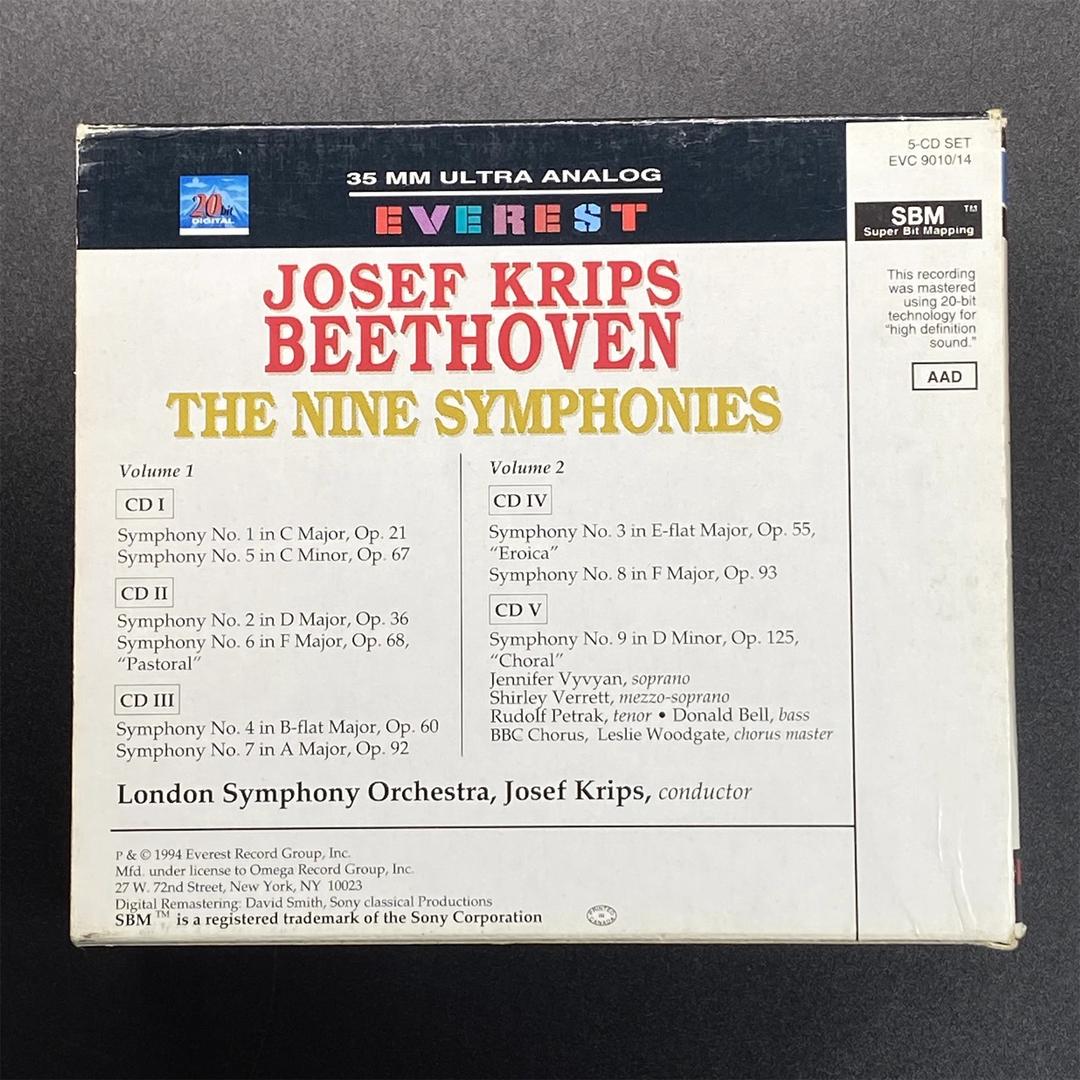 35 MM ULTRA ANALOG
20 bit
DIGITAL
EVEREST
5-CD SET
EVC 9010/14
SBM TM
Super Bit Mapping
This recording
was mastered
using 20-bit
technology for
“high definition
sound.”
AAD
JOSEF KRIPS
BEETHOVEN
THE NINE SYMPHONIES
Volume 1
CD I
Symphony No. 1 in C Major, Op. 21
Symphony No. 5 in C Minor, Op. 67
CD II
Symphony No. 2 in D Major, Op. 36
Symphony No. 6 in F Major, Op. 68,
“Pastoral”
CD III
Symphony No. 4 in B-flat Major, Op. 60
Symphony No. 7 in A Major, Op. 92
Volume 2
CD IV
Symphony No. 3 in E-flat Major, Op. 55,
“Eroica”
Symphony No. 8 in F Major, Op. 93
CD V
Symphony No. 9 in D Minor, Op. 125,
“Choral”
Jennifer Vyvyan, soprano
Shirley Verrett, mezzo-soprano
Rudolf Petrak, tenor • Donald Bell, bass
BBC Chorus, Leslie Woodgate, chorus master
London Symphony Orchestra, Josef Krips, conductor
P & © 1994 Everest Record Group, Inc.
Mfd. under license to Omega Record Group, Inc.
27 W. 72nd Street, New York, NY 10023
Digital Remastering: David Smith, Sony classical Productions
SBM TM is a registered trademark of the Sony Corporation
PRINTED
IN
CANADA